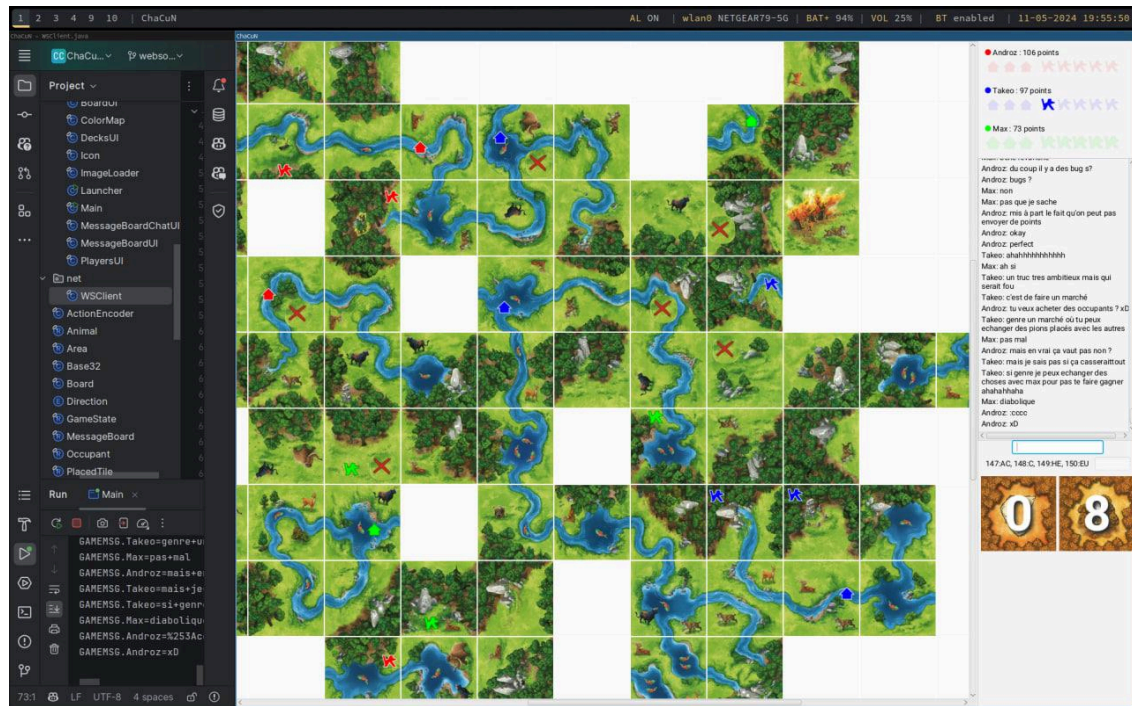 1 2 3 4 9 10 | ChaCuN
AL ON | wlan0 NETGEAR79-5G | BAT+ 94% | VOL 25% | BT enabled | 11-05-2024 19:55:50
ChaCuN – WSClient.java
ChaCuN
CC ChaCu... webso...
Project
BoardUI
ColorMap
DecksUI
Icon
ImageLoader
Launcher
Main
MessageBoardChatUI
MessageBoardUI
PlayersUI
net
WSClient
ActionEncoder
Animal
Area
Base32
Board
Direction
GameState
MessageBoard
Occupant
PlacedTile
Run Main
GAMEMSG.Takeo=genre+u
GAMEMSG.Max=pas+mal
GAMEMSG.Androz=mais+e
GAMEMSG.Takeo=mais+je
GAMEMSG.Takeo=si+genr
GAMEMSG.Max=diaboliqu
GAMEMSG.Androz=%253Ac
GAMEMSG.Androz=xD
73:1 LF UTF-8 4 spaces
Androz : 106 points
Takeo : 97 points
Max : 73 points
Androz: du coup il y a des bug s?
Androz: bugs ?
Max: non
Max: pas que je sache
Androz: mis à part le fait qu'on peut pas
envoyer de points
Androz: okay
Androz: perfect
Takeo: ahahhhhhhhhhhh
Max: ah si
Takeo: un truc tres ambitieux mais qui
serait fou
Takeo: c'est de faire un marché
Androz: tu veux acheter des occupants ? xD
Takeo: genre un marché où tu peux
echanger des pions placés avec les autres
Max: pas mal
Androz: mais en vrai ça vaut pas non ?
Takeo: mais je sais pas si ça casseraittout
Takeo: si genre je peux echanger des
choses avec max pour pas te faire gagner
ahahahhaha
Max: diabolique
Androz: :cccc
Androz: xD
147:AC, 148:C, 149:HE, 150:EU
0 8